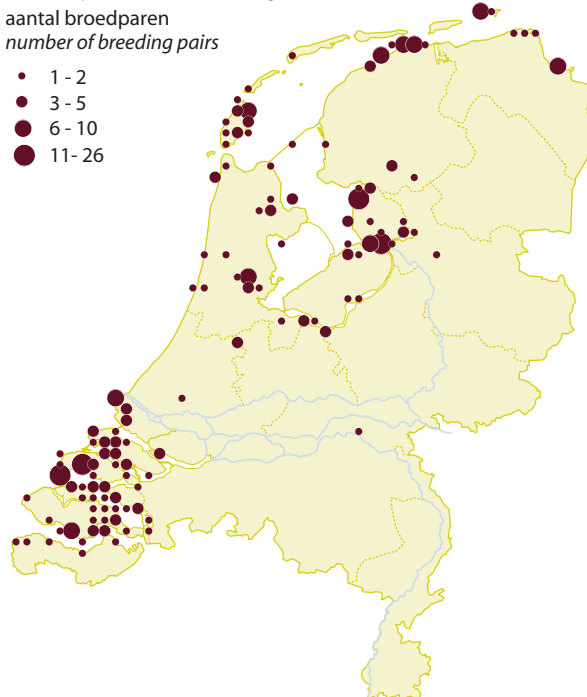 aantal broedparen
number of breeding pairs
1 - 2
3 - 5
6 - 10
11- 26